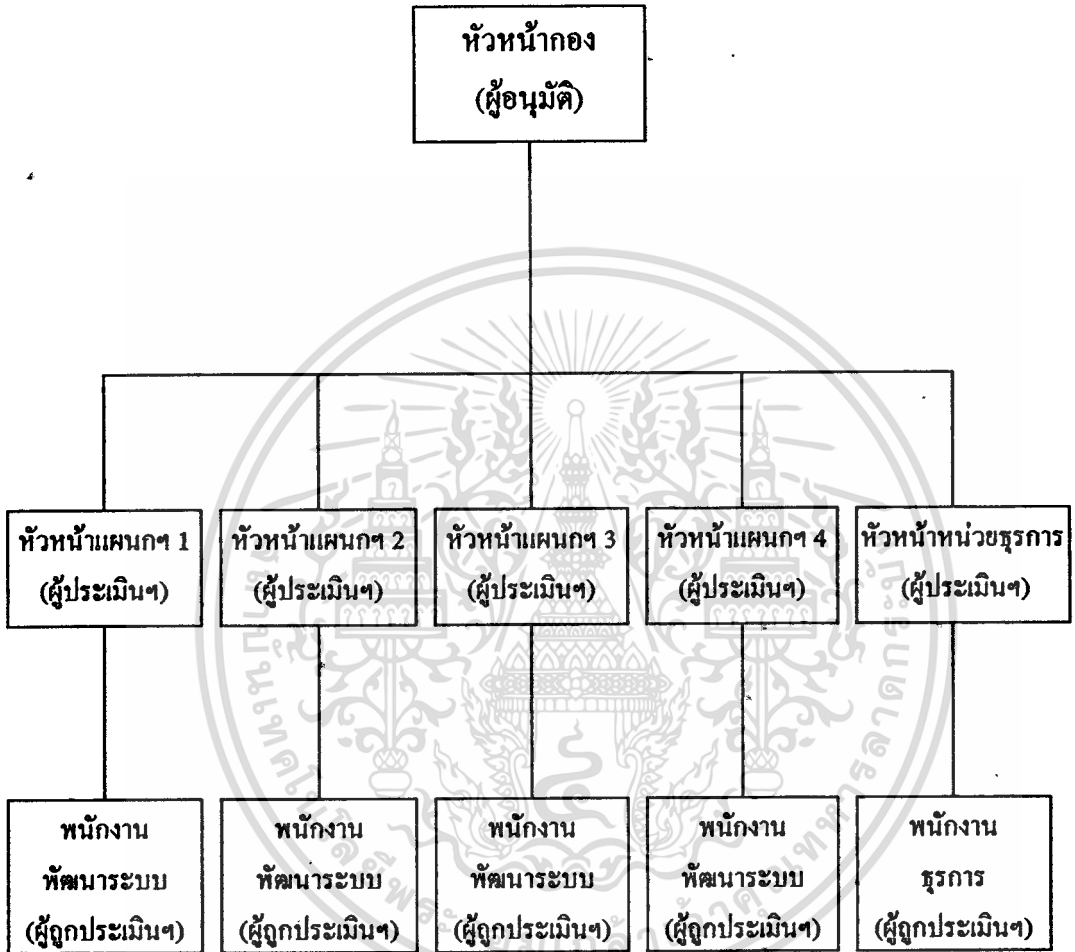 หัวหน้ากอง
(ผู้อนุมัติ)
หัวหน้าแผนกฯ 1
(ผู้ประเมินฯ)
หัวหน้าแผนกฯ 2
(ผู้ประเมินฯ)
หัวหน้าแผนกฯ 3
(ผู้ประเมินฯ)
หัวหน้าแผนกฯ 4
(ผู้ประเมินฯ)
หัวหน้าหน่วยธุรการ
(ผู้ประเมินฯ)
พนักงาน
พัฒนาระบบ
(ผู้ถูกประเมินฯ)
พนักงาน
พัฒนาระบบ
(ผู้ถูกประเมินฯ)
พนักงาน
พัฒนาระบบ
(ผู้ถูกประเมินฯ)
พนักงาน
พัฒนาระบบ
(ผู้ถูกประเมินฯ)
พนักงาน
ธุรการ
(ผู้ถูกประเมินฯ)